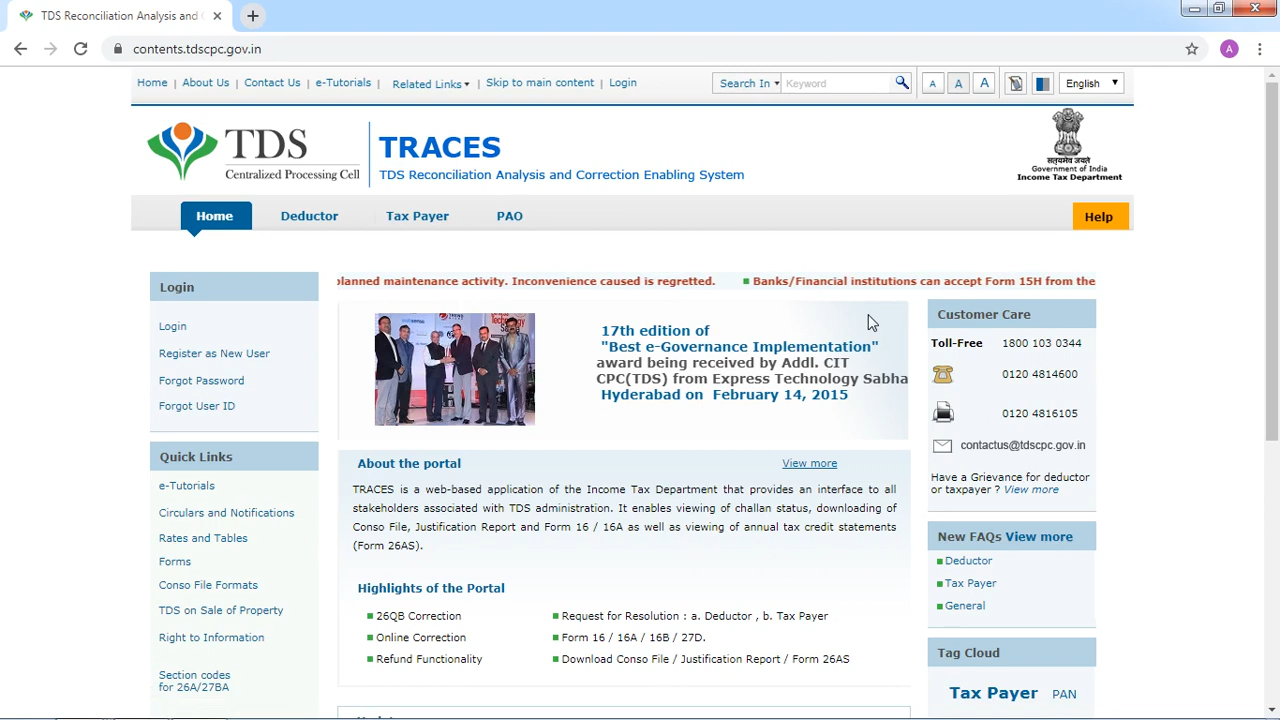 TDS Reconciliation Analysis and C
A
contents.tdscpc.gov.in
Home | About Us | Contact Us | e-Tutorials | Related Links | Skip to main content | Login
Search In Keyword A A A English
TDS
Centralized Processing Cell
TRACES
TDS Reconciliation Analysis and Correction Enabling System
सत्यमेव जयते
Government of India
Income Tax Department
Home Deductor Tax Payer PAO Help
planned maintenance activity. Inconvenience caused is regretted. Banks/Financial institutions can accept Form 15H from the
Login
Login
Register as New User
Forgot Password
Forgot User ID
Quick Links
e-Tutorials
Circulars and Notifications
Rates and Tables
Forms
Conso File Formats
TDS on Sale of Property
Right to Information
Section codes
for 26A/27BA
17th edition of
"Best e-Governance Implementation"
award being received by Addl. CIT
CPC(TDS) from Express Technology Sabha
Hyderabad on February 14, 2015
About the portal View more
TRACES is a web-based application of the Income Tax Department that provides an interface to all
stakeholders associated with TDS administration. It enables viewing of challan status, downloading of
Conso File, Justification Report and Form 16 / 16A as well as viewing of annual tax credit statements
(Form 26AS).
Highlights of the Portal
26QB Correction Request for Resolution : a. Deductor , b. Tax Payer
Online Correction Form 16 / 16A / 16B / 27D.
Refund Functionality Download Conso File / Justification Report / Form 26AS
Customer Care
Toll-Free 1800 103 0344
0120 4814600
0120 4816105
contactus@tdscpc.gov.in
Have a Grievance for deductor
or taxpayer ? View more
New FAQs View more
Deductor
Tax Payer
General
Tag Cloud
Tax Payer PAN